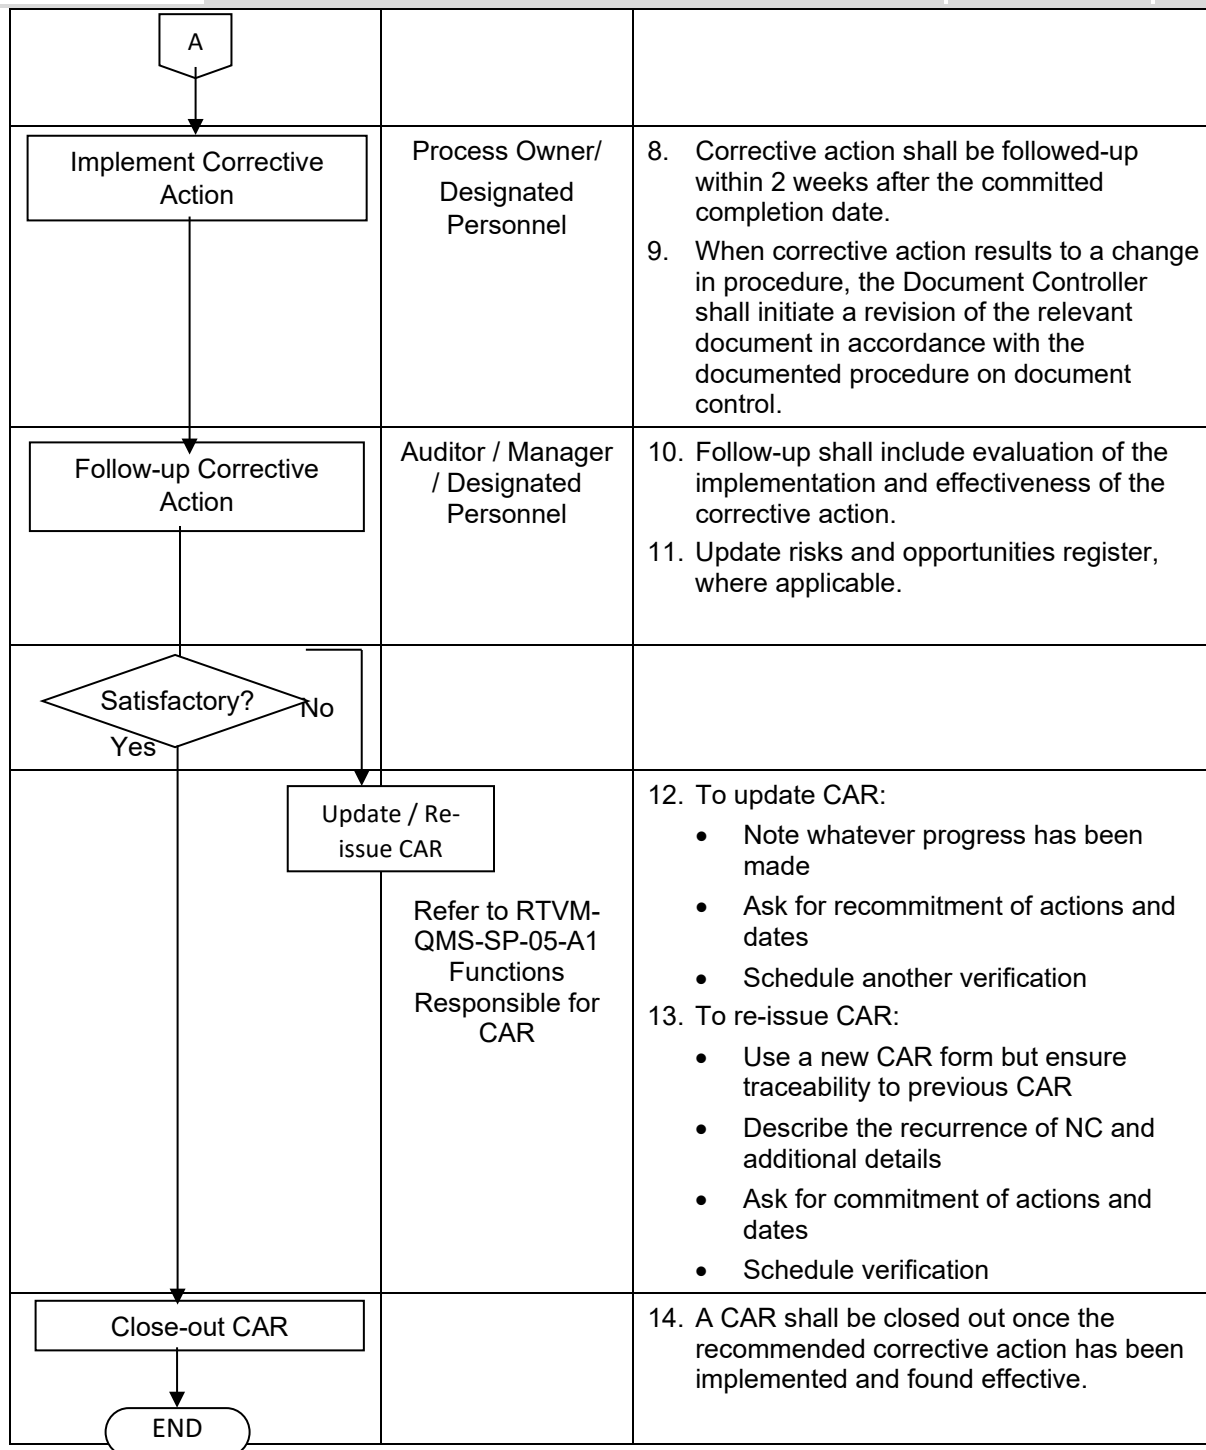 A
Implement Corrective
Action
Process Owner/
Designated
Personnel
8. Corrective action shall be followed-up
within 2 weeks after the committed
completion date.
9. When corrective action results to a change
in procedure, the Document Controller
shall initiate a revision of the relevant
document in accordance with the
documented procedure on document
control.
Follow-up Corrective
Action
Auditor / Manager
/ Designated
Personnel
10. Follow-up shall include evaluation of the
implementation and effectiveness of the
corrective action.
11. Update risks and opportunities register,
where applicable.
Satisfactory?
No
Yes
Update / Re-
issue CAR
Refer to RTVM-
QMS-SP-05-A1
Functions
Responsible for
CAR
12. To update CAR:
• Note whatever progress has been
made
• Ask for recommitment of actions and
dates
• Schedule another verification
13. To re-issue CAR:
• Use a new CAR form but ensure
traceability to previous CAR
• Describe the recurrence of NC and
additional details
• Ask for commitment of actions and
dates
• Schedule verification
Close-out CAR
14. A CAR shall be closed out once the
recommended corrective action has been
implemented and found effective.
END